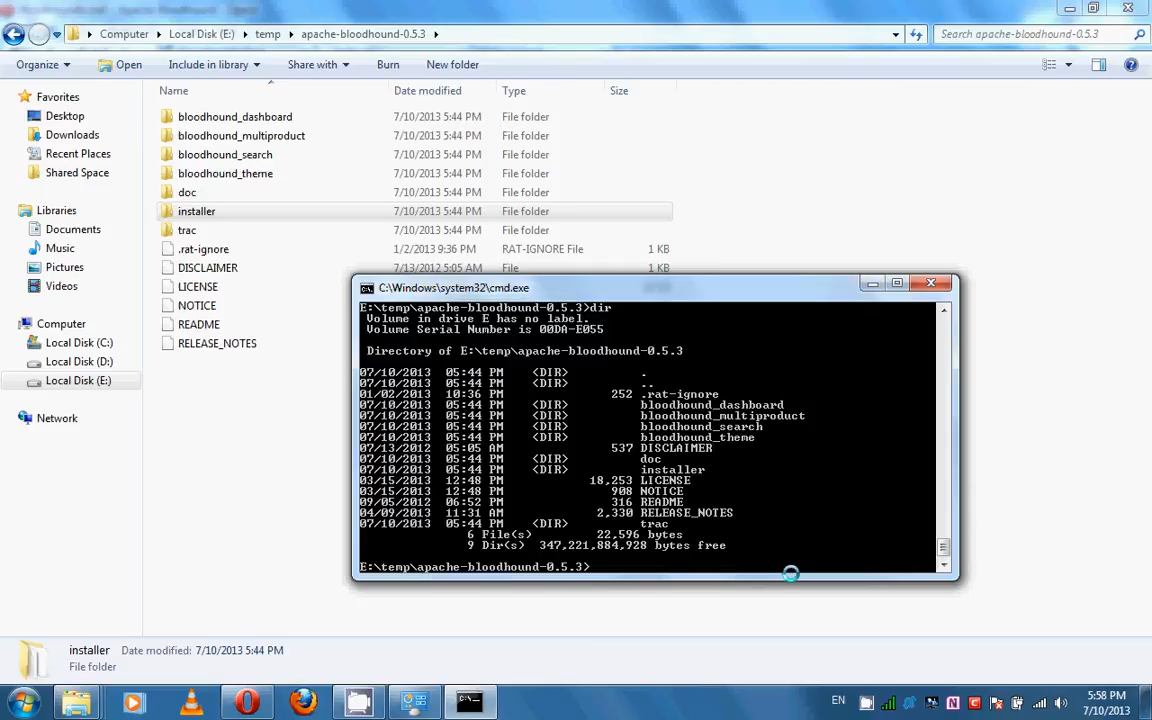 Computer ▸ Local Disk (E:) ▸ temp ▸ apache-bloodhound-0.5.3 ▸
Search apache-bloodhound-0.5.3
Organize Open Include in library Share with Burn New folder
Name Date modified Type Size
Favorites
Desktop
Downloads
Recent Places
Shared Space
Libraries
Documents
Music
Pictures
Videos
Computer
Local Disk (C:)
Local Disk (D:)
Local Disk (E:)
Network
bloodhound_dashboard 7/10/2013 5:44 PM File folder
bloodhound_multiproduct 7/10/2013 5:44 PM File folder
bloodhound_search 7/10/2013 5:44 PM File folder
bloodhound_theme 7/10/2013 5:44 PM File folder
doc 7/10/2013 5:44 PM File folder
installer 7/10/2013 5:44 PM File folder
trac 7/10/2013 5:44 PM File folder
.rat-ignore 1/2/2013 9:36 PM RAT-IGNORE File 1 KB
DISCLAIMER 7/13/2012 5:05 AM File 1 KB
LICENSE
NOTICE
README
RELEASE_NOTES
C:\Windows\system32\cmd.exe
E:\temp\apache-bloodhound-0.5.3>dir
Volume in drive E has no label.
Volume Serial Number is 00DA-E055
Directory of E:\temp\apache-bloodhound-0.5.3
07/10/2013 05:44 PM <DIR> .
07/10/2013 05:44 PM <DIR> ..
01/02/2013 10:36 PM 252 .rat-ignore
07/10/2013 05:44 PM <DIR> bloodhound_dashboard
07/10/2013 05:44 PM <DIR> bloodhound_multiproduct
07/10/2013 05:44 PM <DIR> bloodhound_search
07/10/2013 05:44 PM <DIR> bloodhound_theme
07/13/2012 05:05 AM 537 DISCLAIMER
07/10/2013 05:44 PM <DIR> doc
07/10/2013 05:44 PM <DIR> installer
03/15/2013 12:48 PM 18,253 LICENSE
03/15/2013 12:48 PM 908 NOTICE
09/05/2012 06:52 PM 316 README
04/09/2013 11:31 AM 2,330 RELEASE_NOTES
07/10/2013 05:44 PM <DIR> trac
6 File(s) 22,596 bytes
9 Dir(s) 347,221,884,928 bytes free
E:\temp\apache-bloodhound-0.5.3>
installer Date modified: 7/10/2013 5:44 PM
File folder
EN
5:58 PM
7/10/2013